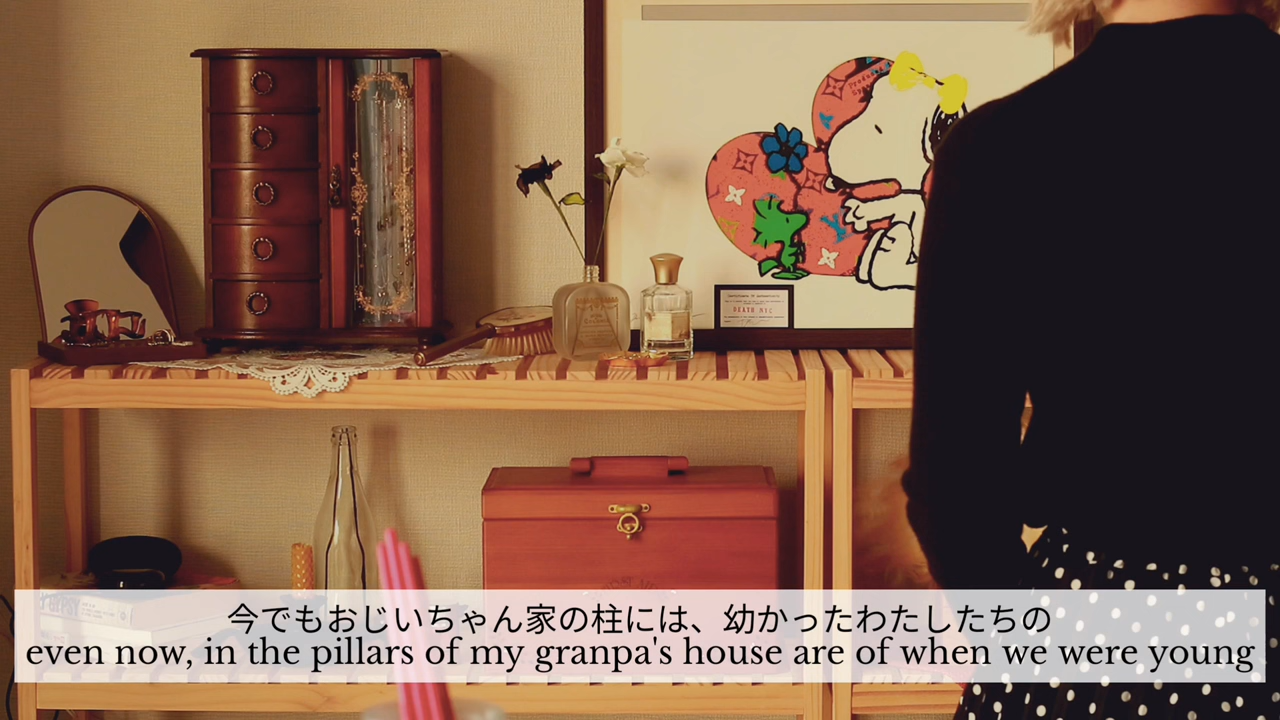 DEATH NYC
今でもおじいちゃん家の柱には、幼かったわたしたちの
even now, in the pillars of my granpa's house are of when we were young